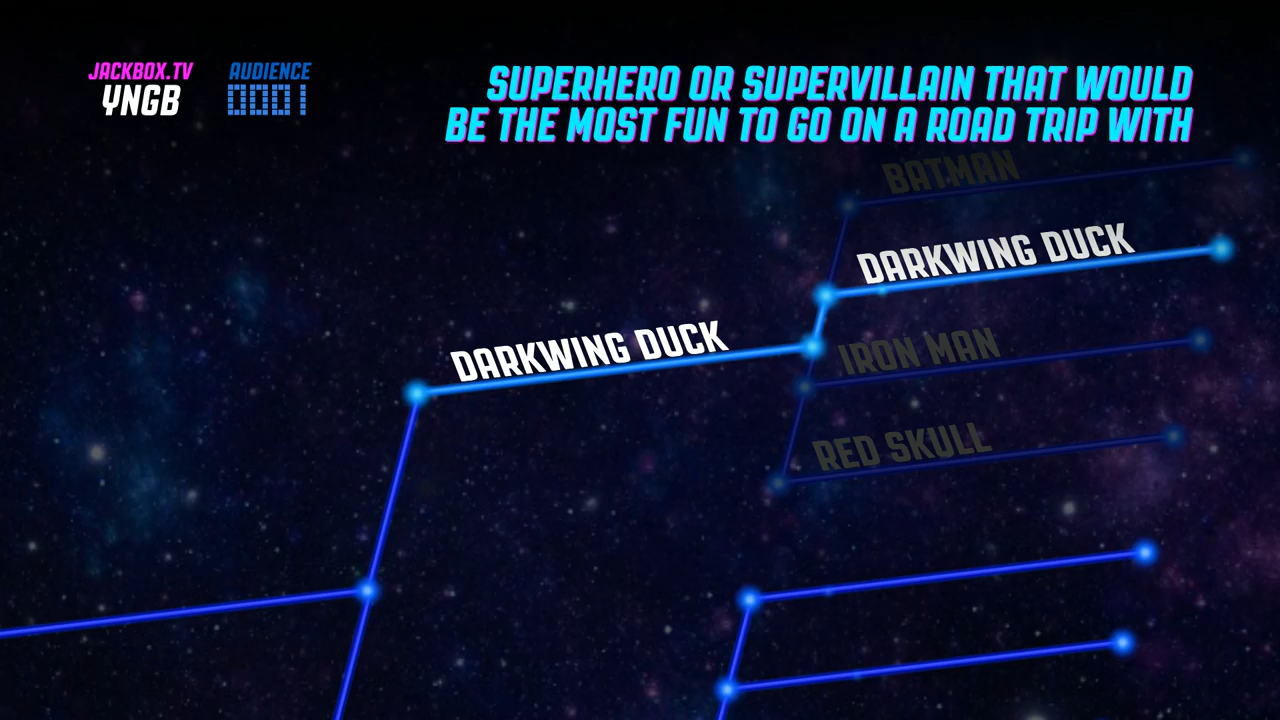 JACKBOX.TV
YNGB
AUDIENCE
0001
SUPERHERO OR SUPERVILLAIN THAT WOULD
BE THE MOST FUN TO GO ON A ROAD TRIP WITH
BATMAN
DARKWING DUCK
DARKWING DUCK
IRON MAN
RED SKULL